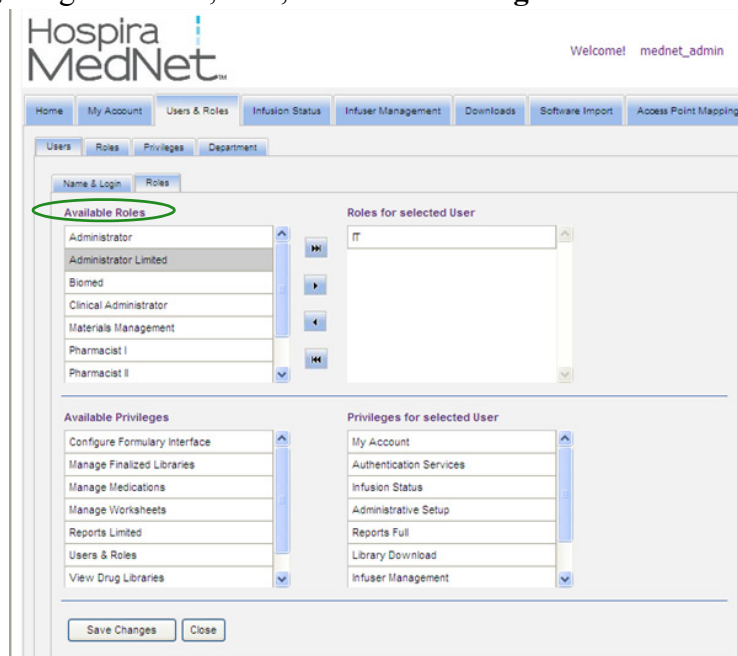 Hospira
MedNet™
Welcome! mednet_admin
Home My Account Users & Roles Infusion Status Infuser Management Downloads Software Import Access Point Mapping
Users Roles Privileges Department
Name & Login Roles
Available Roles Roles for selected User
Administrator IT
Administrator Limited
Biomed
Clinical Administrator
Materials Management
Pharmacist I
Pharmacist II
Available Privileges Privileges for selected User
Configure Formulary Interface My Account
Manage Finalized Libraries Authentication Services
Manage Medications Infusion Status
Manage Worksheets Administrative Setup
Reports Limited Reports Full
Users & Roles Library Download
View Drug Libraries Infuser Management
Save Changes Close